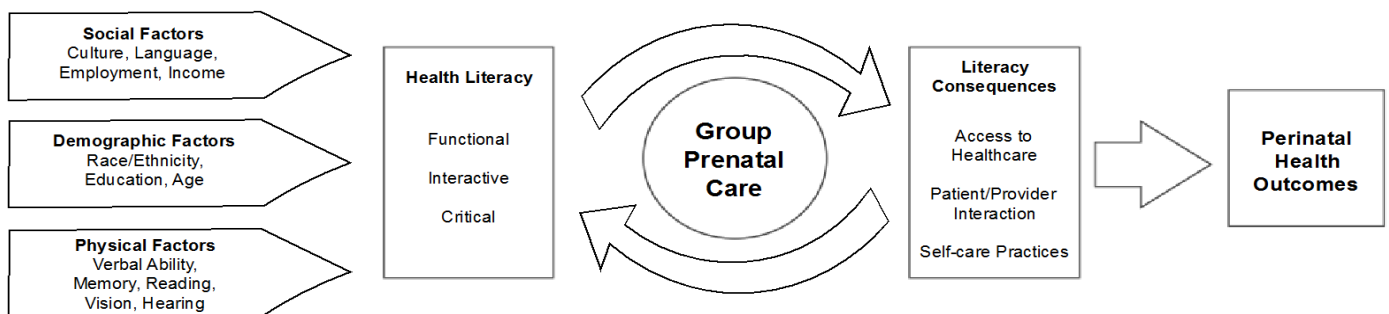 Social Factors
Culture, Language,
Employment, Income
Demographic Factors
Race/Ethnicity,
Education, Age
Physical Factors
Verbal Ability,
Memory, Reading,
Vision, Hearing
Health Literacy
Functional
Interactive
Critical
Group
Prenatal
Care
Literacy
Consequences
Access to
Healthcare
Patient/Provider
Interaction
Self-care Practices
Perinatal
Health
Outcomes